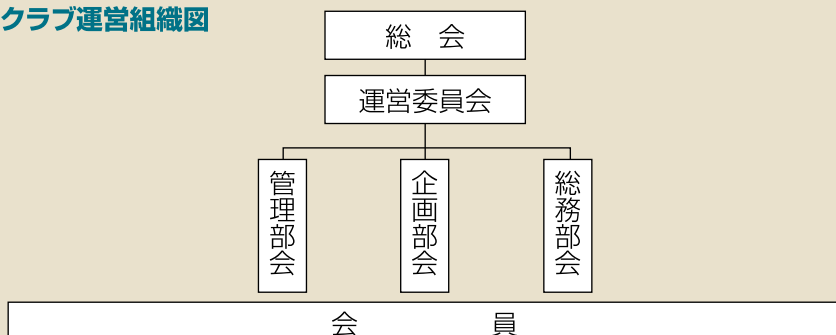 クラブ運営組織図
総　会
運営委員会
管理部会
企画部会
総務部会
会　員